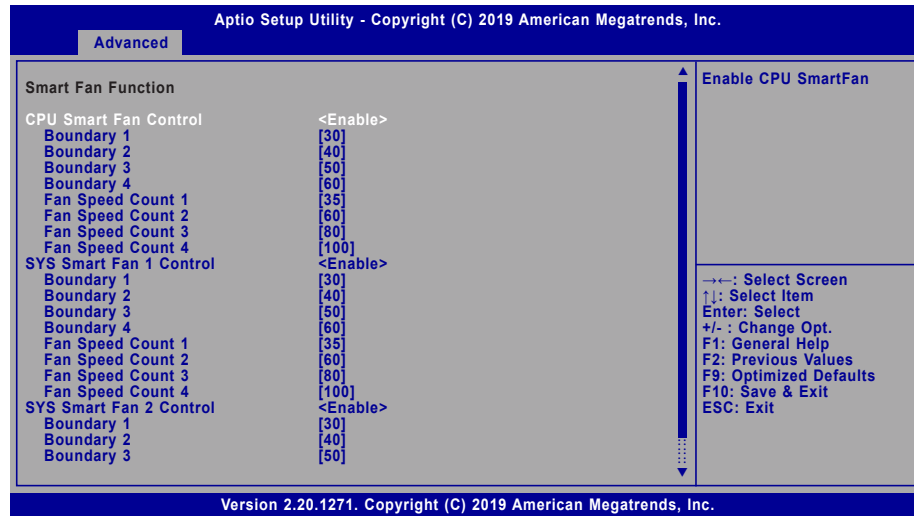 Aptio Setup Utility - Copyright (C) 2019 American Megatrends, Inc.
Advanced
Smart Fan Function
CPU Smart Fan Control <Enable>
Boundary 1 [30]
Boundary 2 [40]
Boundary 3 [50]
Boundary 4 [60]
Fan Speed Count 1 [35]
Fan Speed Count 2 [60]
Fan Speed Count 3 [80]
Fan Speed Count 4 [100]
SYS Smart Fan 1 Control <Enable>
Boundary 1 [30]
Boundary 2 [40]
Boundary 3 [50]
Boundary 4 [60]
Fan Speed Count 1 [35]
Fan Speed Count 2 [60]
Fan Speed Count 3 [80]
Fan Speed Count 4 [100]
SYS Smart Fan 2 Control <Enable>
Boundary 1 [30]
Boundary 2 [40]
Boundary 3 [50]
Enable CPU SmartFan
→←: Select Screen
↑↓: Select Item
Enter: Select
+/- : Change Opt.
F1: General Help
F2: Previous Values
F9: Optimized Defaults
F10: Save & Exit
ESC: Exit
Version 2.20.1271. Copyright (C) 2019 American Megatrends, Inc.